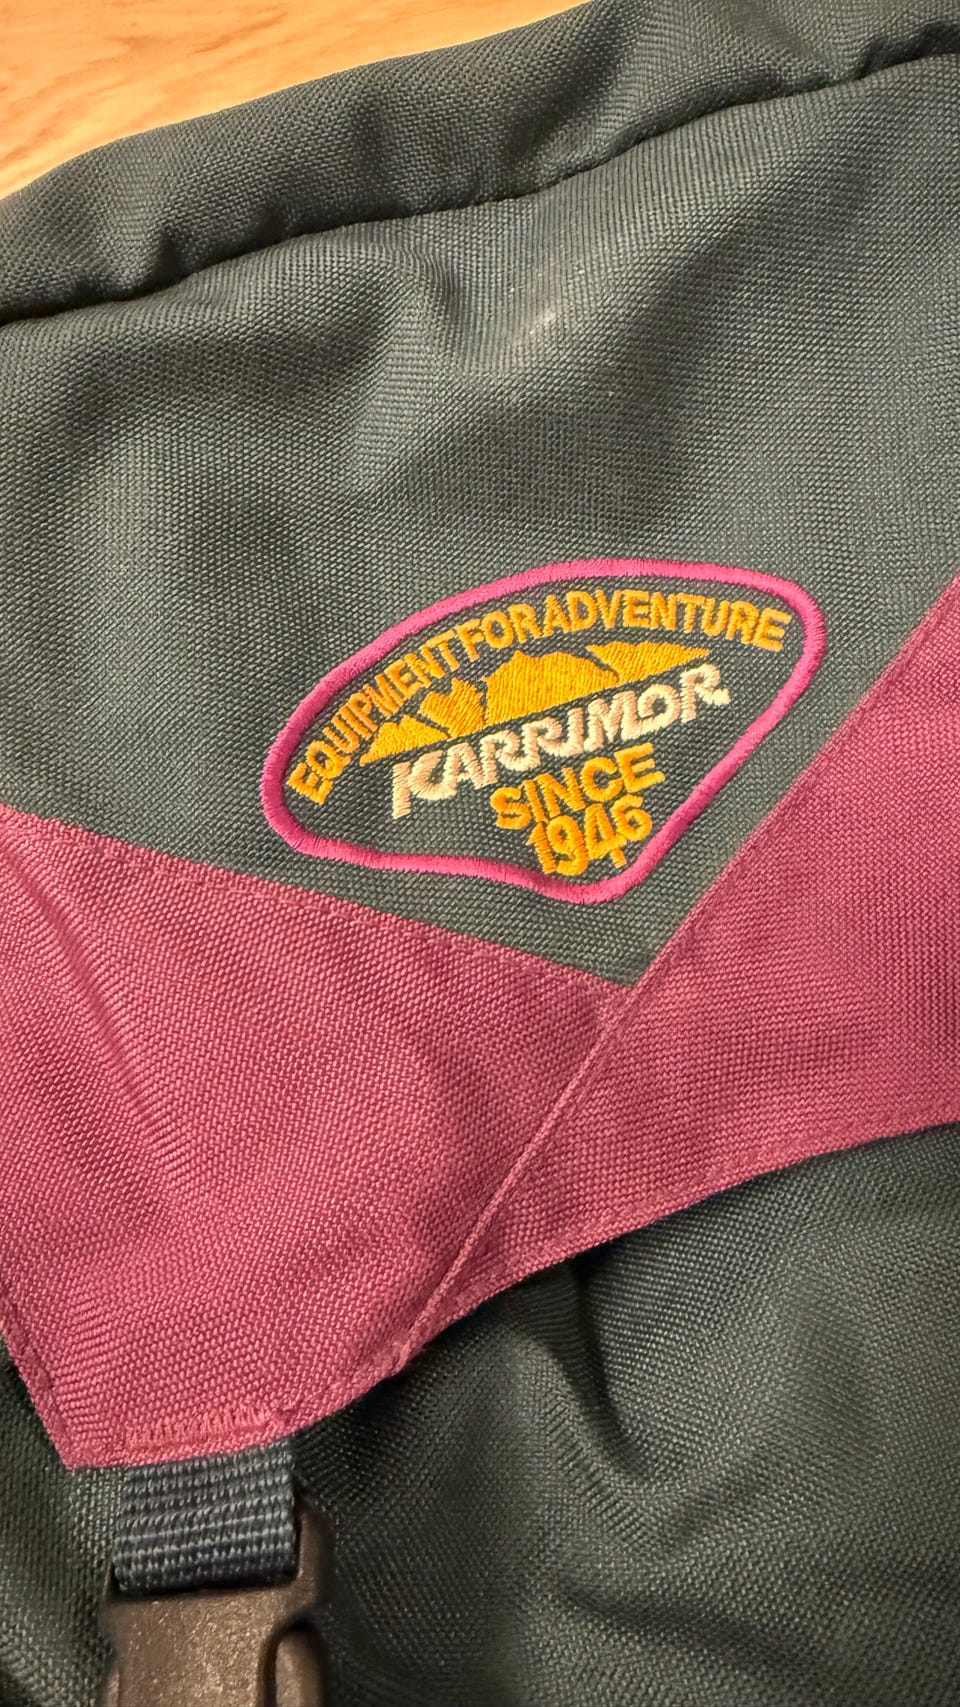 EQUIPMENT FOR ADVENTURE
KARRIMOR
SINCE
1946